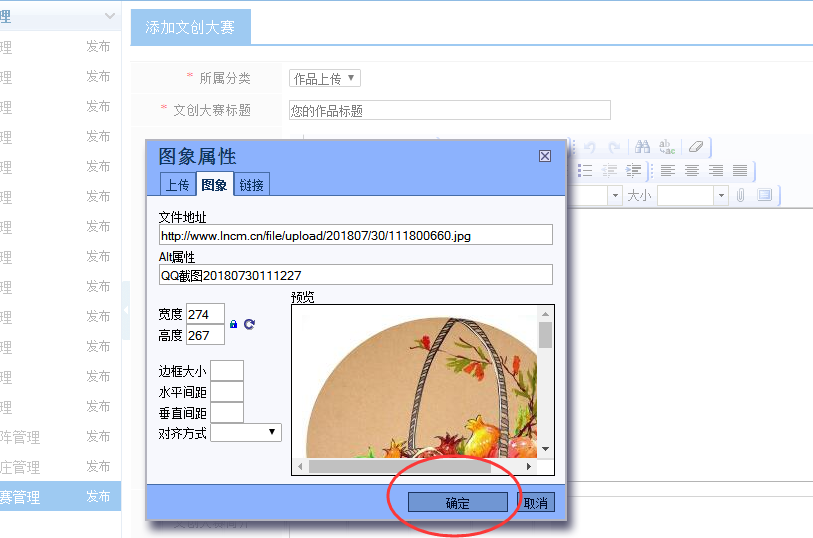 理
添加文创大赛
理 发布
理 发布
理 发布
理 发布
理 发布
理 发布
理 发布
理 发布
理 发布
理 发布
理 发布
理 发布
理 发布
阵管理 发布
庄管理 发布
赛管理 发布
* 所属分类 作品上传
* 文创大赛标题 您的作品标题
大小
图象属性
上传 图象 链接
文件地址
http://www.lncm.cn/file/upload/201807/30/111800660.jpg
Alt属性
QQ截图20180730111227
宽度 274
高度 267
边框大小
水平间距
垂直间距
对齐方式
预览
确定 取消